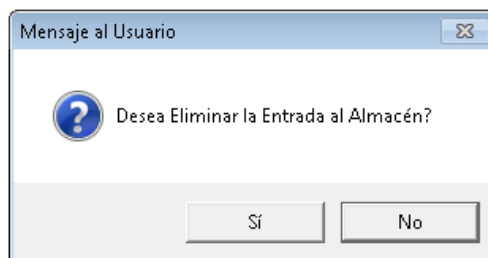 Mensaje al Usuario
Desea Eliminar la Entrada al Almacén?
Sí
No